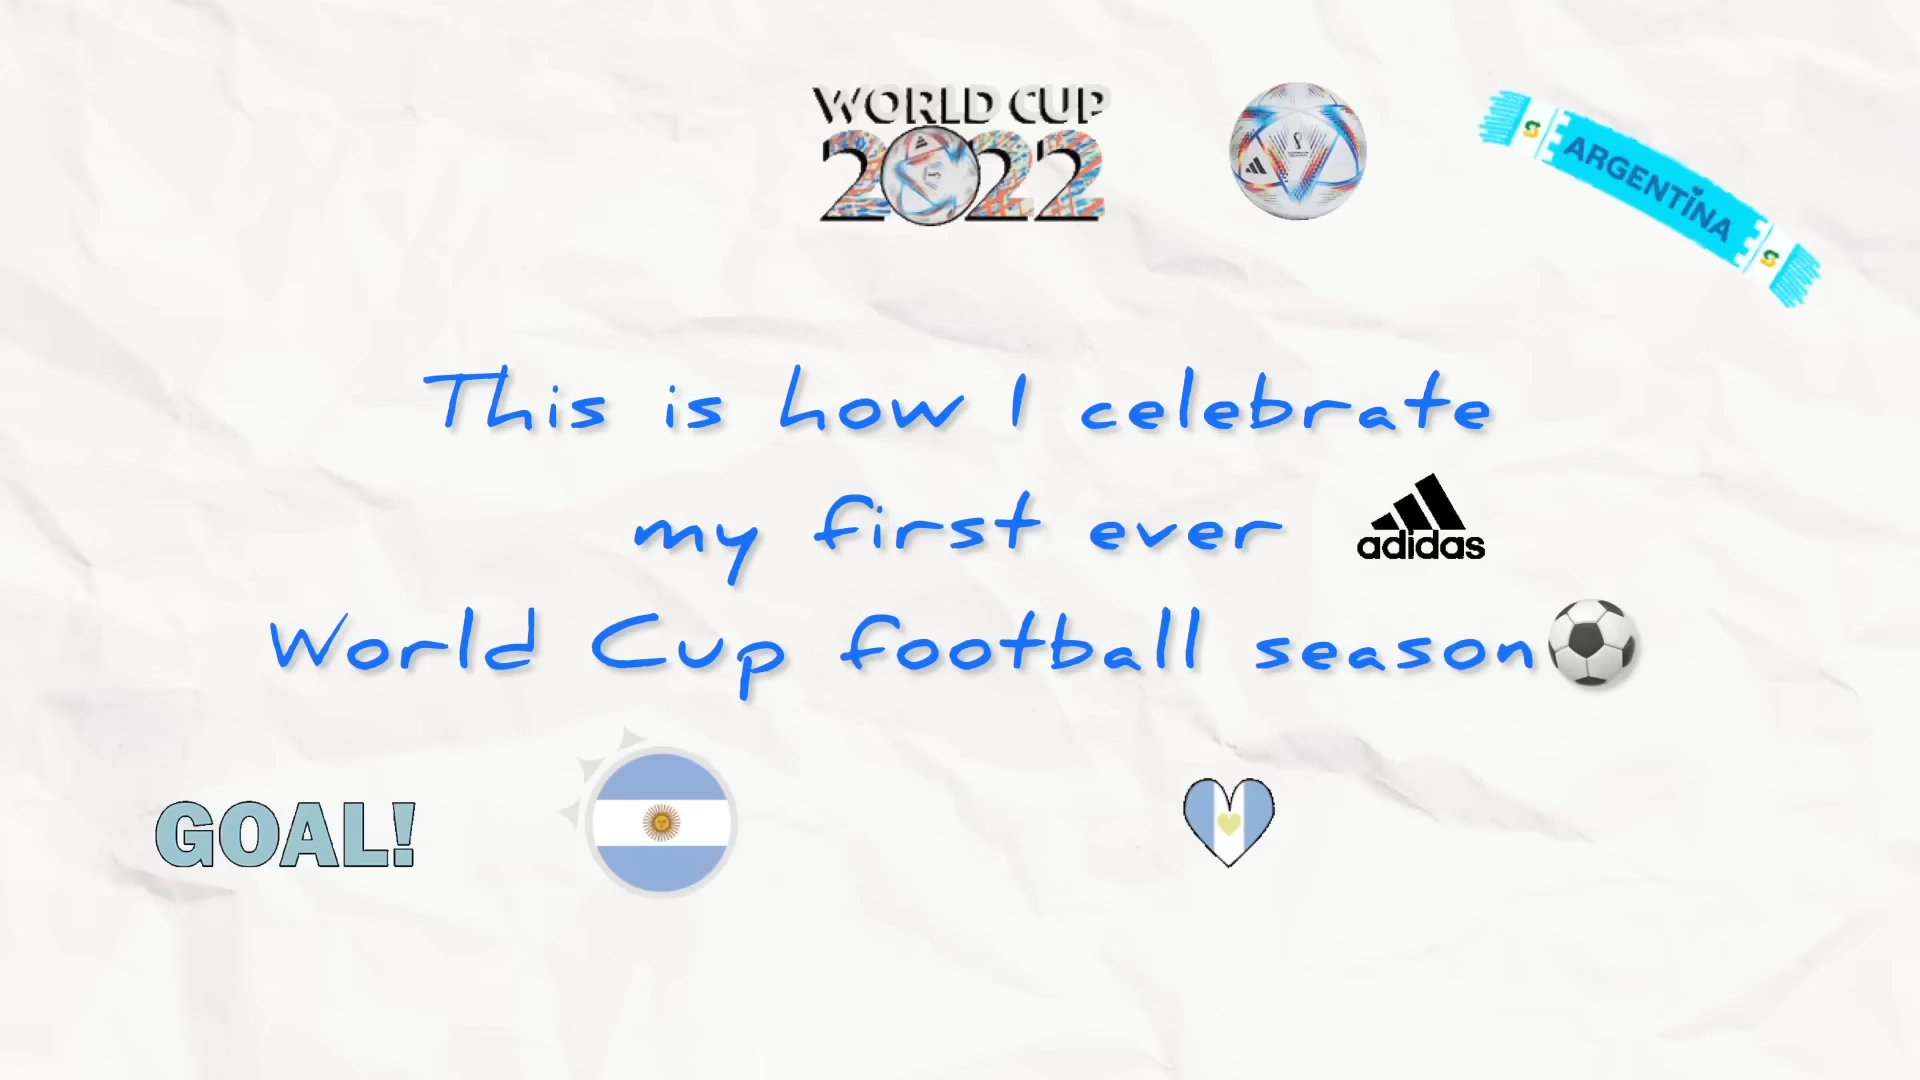 WORLD CUP
2022
ARGENTINA
This is how I celebrate
my first ever
adidas
World Cup football season
GOAL!